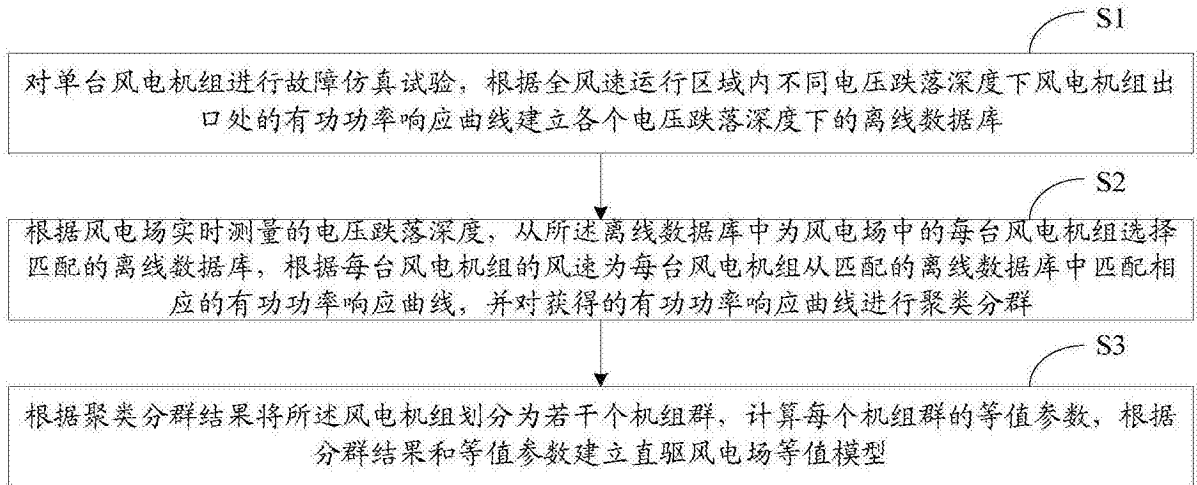 S1
对单台风电机组进行故障仿真试验，根据全风速运行区域内不同电压跌落深度下风电机组出
口处的有功功率响应曲线建立各个电压跌落深度下的离线数据库
S2
根据风电场实时测量的电压跌落深度，从所述离线数据库中为风电场中的每台风电机组选择
匹配的离线数据库，根据每台风电机组的风速为每台风电机组从匹配的离线数据库中匹配相
应的有功功率响应曲线，并对获得的有功功率响应曲线进行聚类分群
S3
根据聚类分群结果将所述风电机组划分为若干个机组群，计算每个机组群的等值参数，根据
分群结果和等值参数建立直驱风电场等值模型